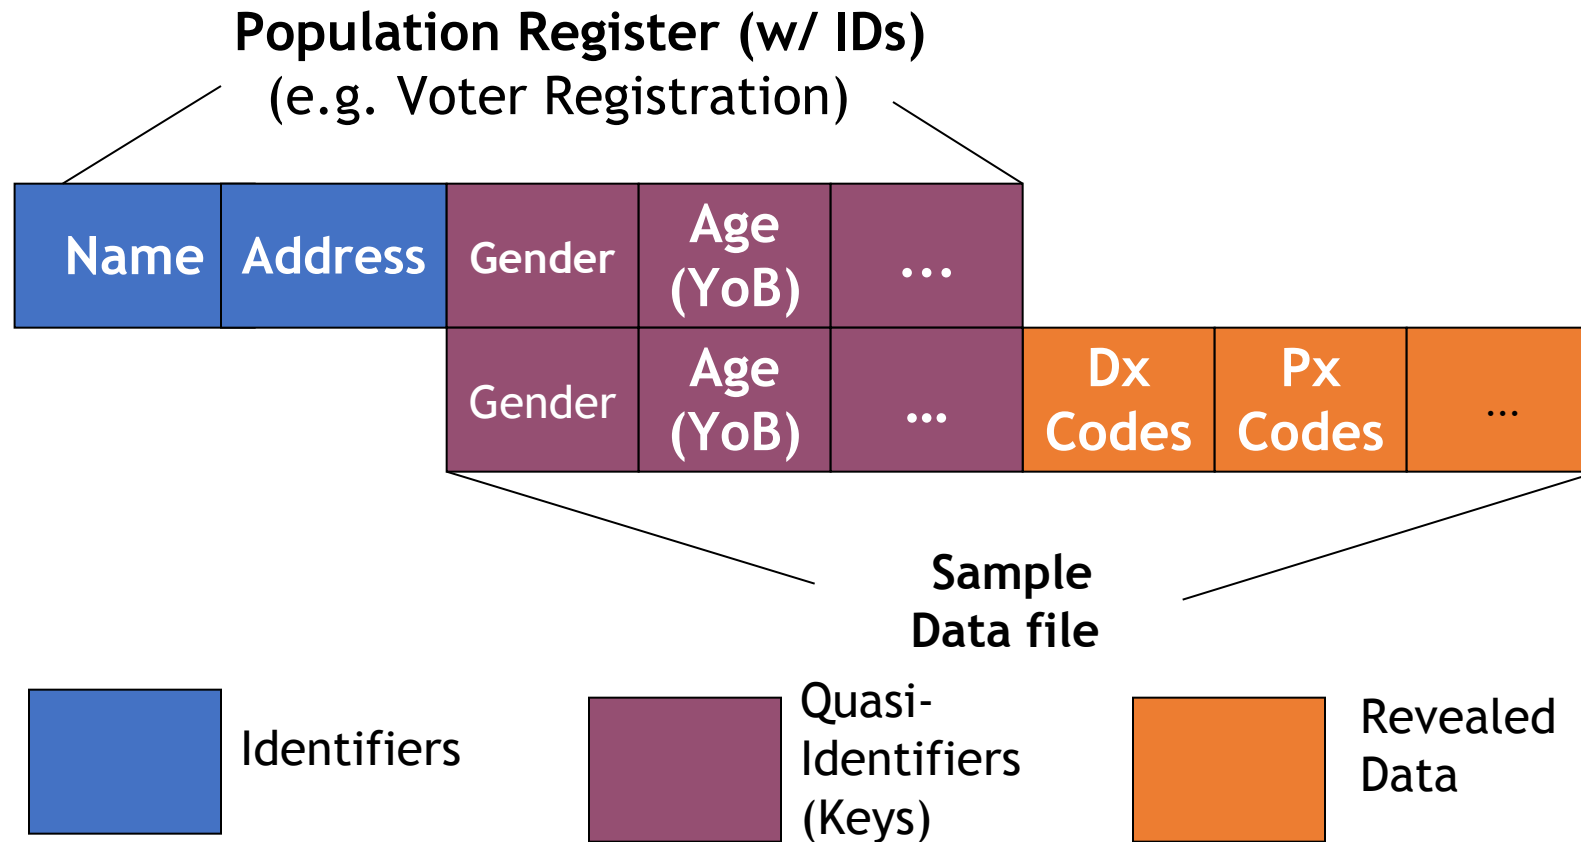 Population Register (w/ IDs)
(e.g. Voter Registration)
Name Address Gender Age (YoB) ...
Gender Age (YoB) ... Dx Codes Px Codes ...
Sample
Data file
Identifiers
Quasi-
Identifiers
(Keys)
Revealed
Data